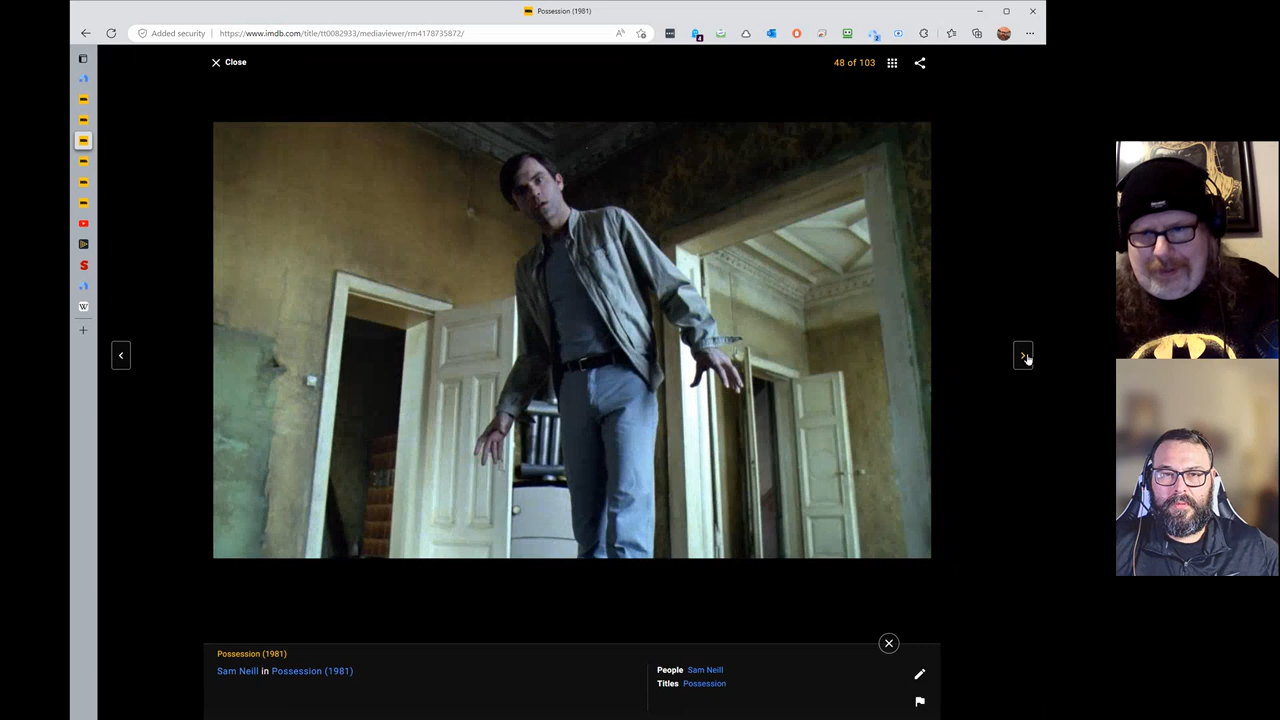 Possession (1981)
Added security
https://www.imdb.com/title/tt0082933/mediaviewer/rm4178735872/
Close
48 of 103
Possession (1981)
Sam Neill in Possession (1981)
People Sam Neill
Titles Possession